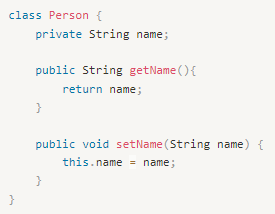 class Person {
    private String name;

    public String getName(){
        return name;
    }

    public void setName(String name) {
        this.name = name;
    }
}